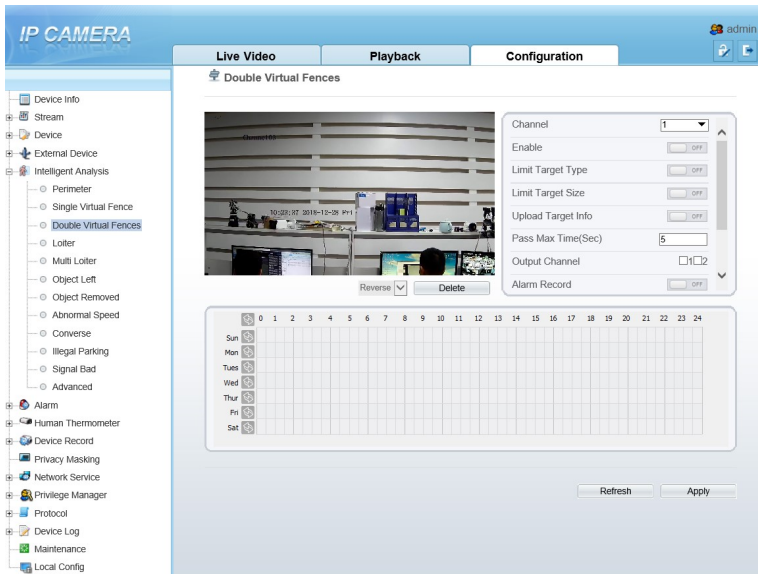 IP CAMERA
admin
Live Video Playback Configuration
Double Virtual Fences
Device Info
Stream
Device
External Device
Intelligent Analysis
Perimeter
Single Virtual Fence
Double Virtual Fences
Loiter
Multi Loiter
Object Left
Object Removed
Abnormal Speed
Converse
Illegal Parking
Signal Bad
Advanced
Alarm
Human Thermometer
Device Record
Privacy Masking
Network Service
Privilege Manager
Protocol
Device Log
Maintenance
Local Config
Channel 1
Enable OFF
Limit Target Type OFF
Limit Target Size OFF
Upload Target Info OFF
Pass Max Time(Sec) 5
Output Channel 1 2
Alarm Record OFF
Reverse Delete
0 1 2 3 4 5 6 7 8 9 10 11 12 13 14 15 16 17 18 19 20 21 22 23 24
Sun
Mon
Tues
Wed
Thur
Fri
Sat
Refresh Apply